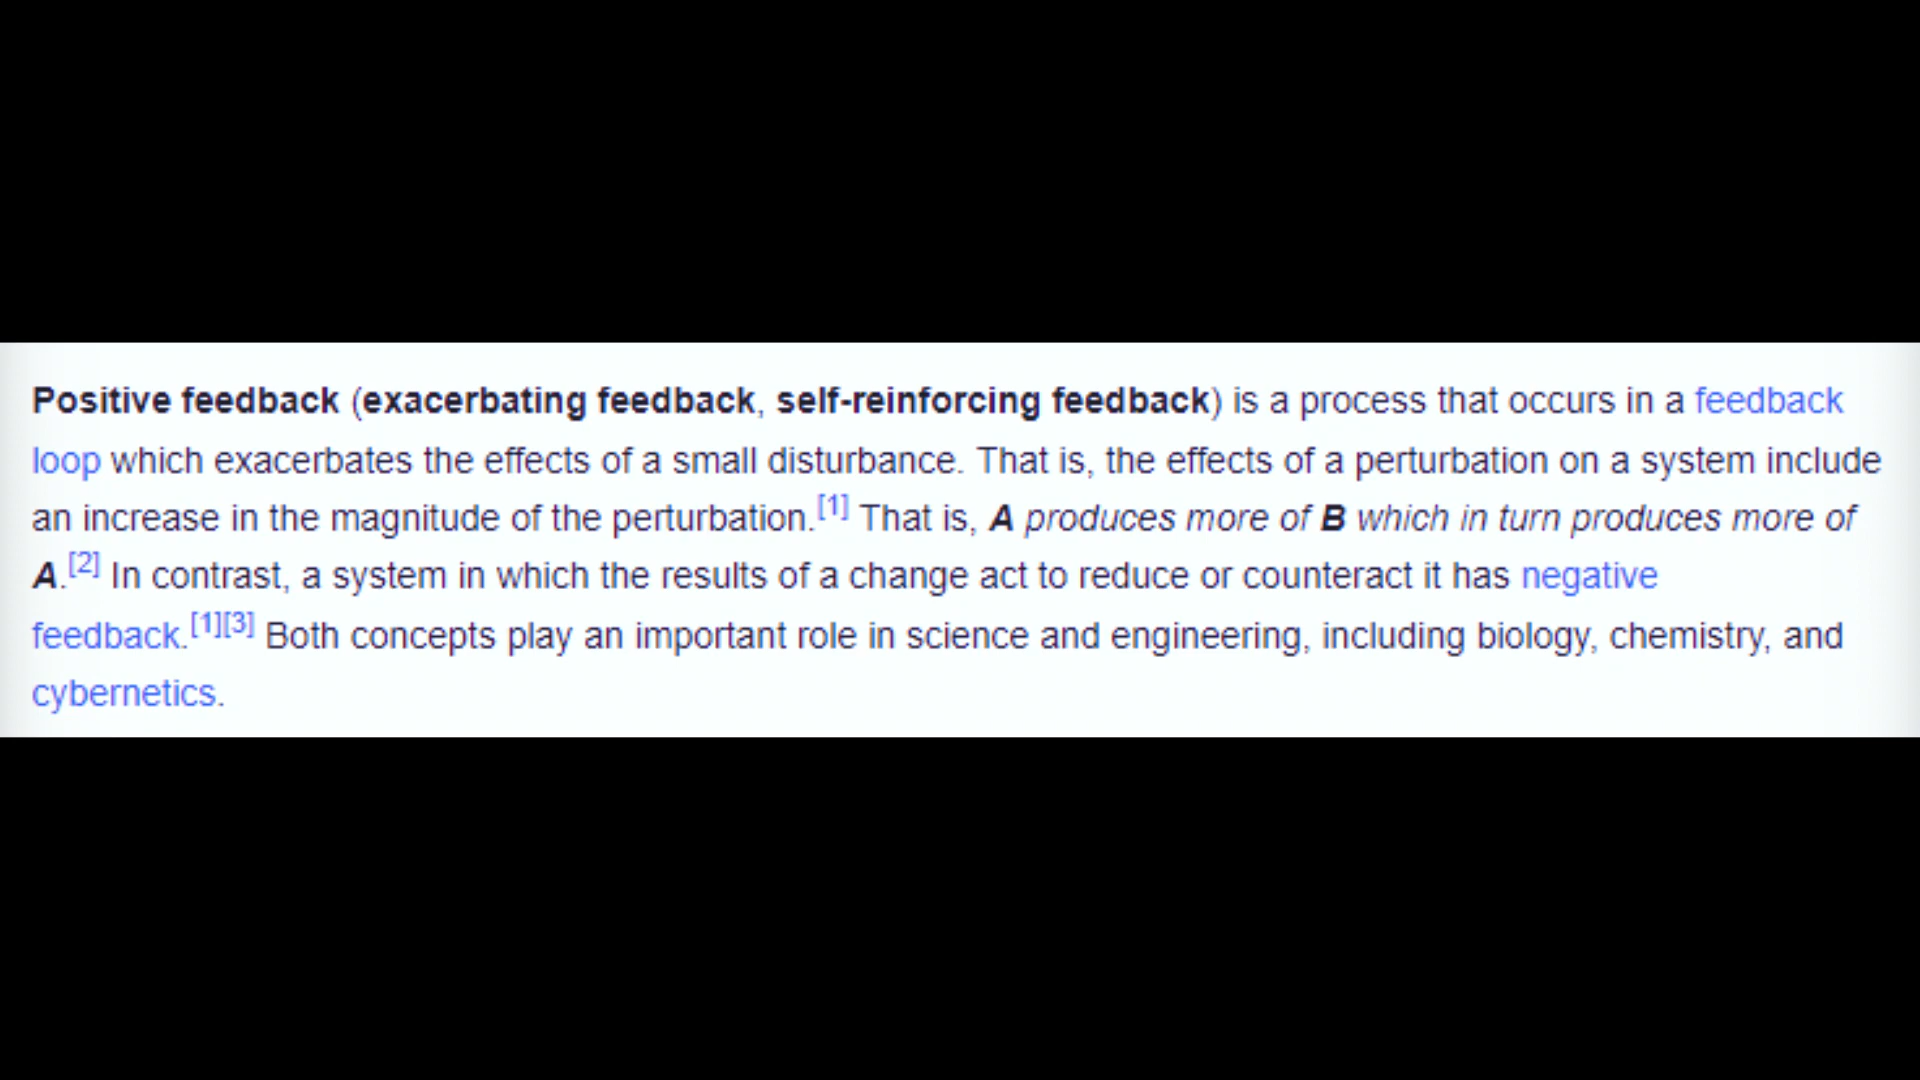 Positive feedback (exacerbating feedback, self-reinforcing feedback) is a process that occurs in a feedback
loop which exacerbates the effects of a small disturbance. That is, the effects of a perturbation on a system include
an increase in the magnitude of the perturbation.[1] That is, A produces more of B which in turn produces more of
A.[2] In contrast, a system in which the results of a change act to reduce or counteract it has negative
feedback.[1][3] Both concepts play an important role in science and engineering, including biology, chemistry, and
cybernetics.